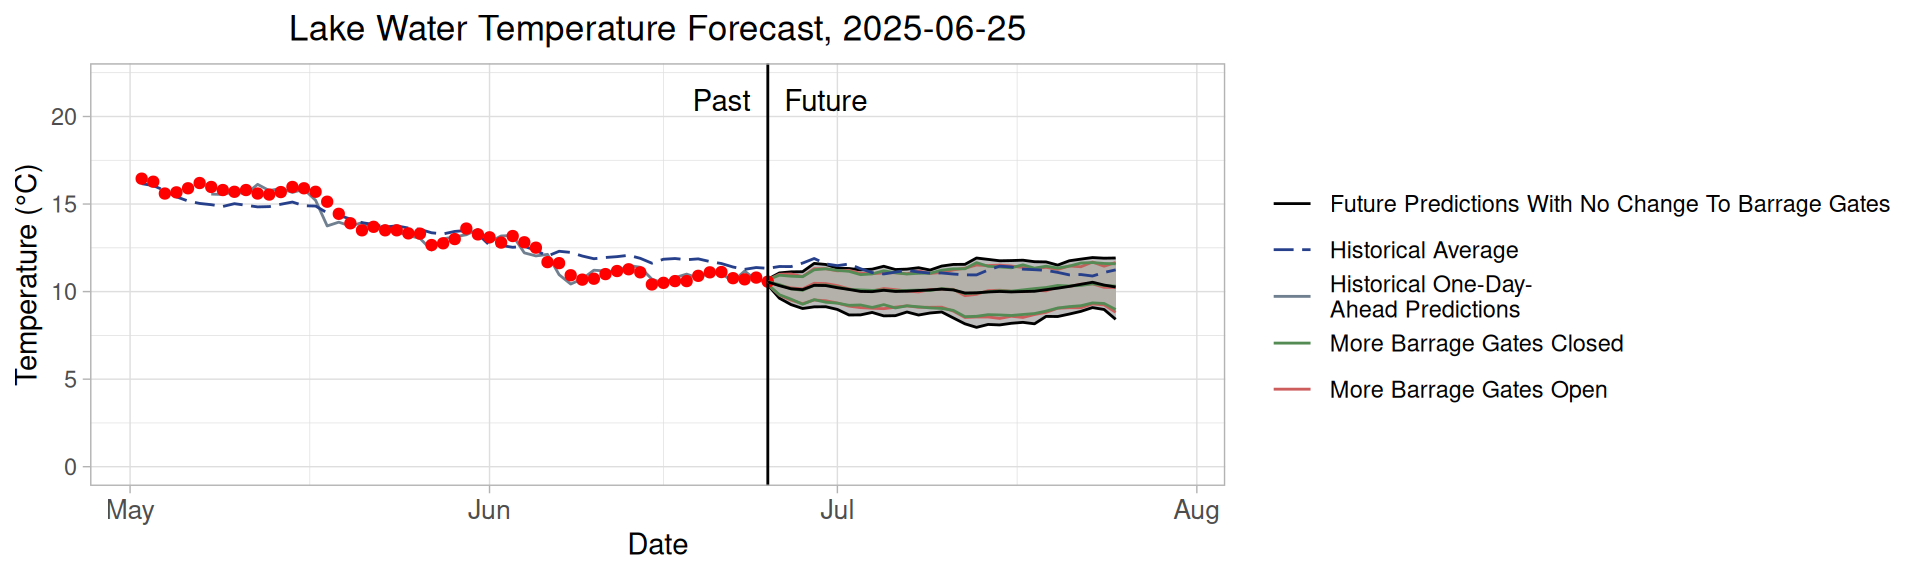 Lake Water Temperature Forecast, 2025-06-25
Past
Future
20
15
10
5
0
Temperature (°C)
May
Jun
Jul
Aug
Date
Future Predictions With No Change To Barrage Gates
Historical Average
Historical One-Day-
Ahead Predictions
More Barrage Gates Closed
More Barrage Gates Open